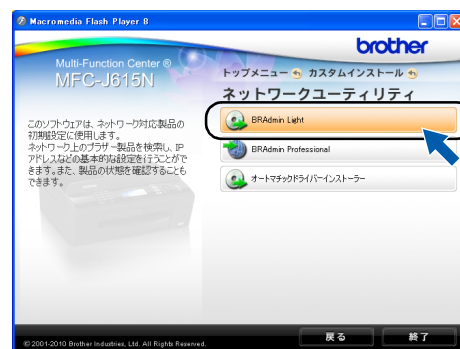 Macromedia Flash Player 8
brother
Multi-Function Center ®
MFC-J615N
トップメニュー カスタムインストール
ネットワークユーティリティ
このソフトウェアは、ネットワーク対応製品の
初期設定に使用します。
ネットワーク上のブラザー製品を検索し、IP
アドレスなどの基本的な設定を行うことがで
きます。また、製品の状態を確認することも
できます。
BRAdmin Light
BRAdmin Professional
オートマチックドライバーインストーラー
© 2001-2010 Brother Industries, Ltd. All Rights Reserved.
戻る
終了